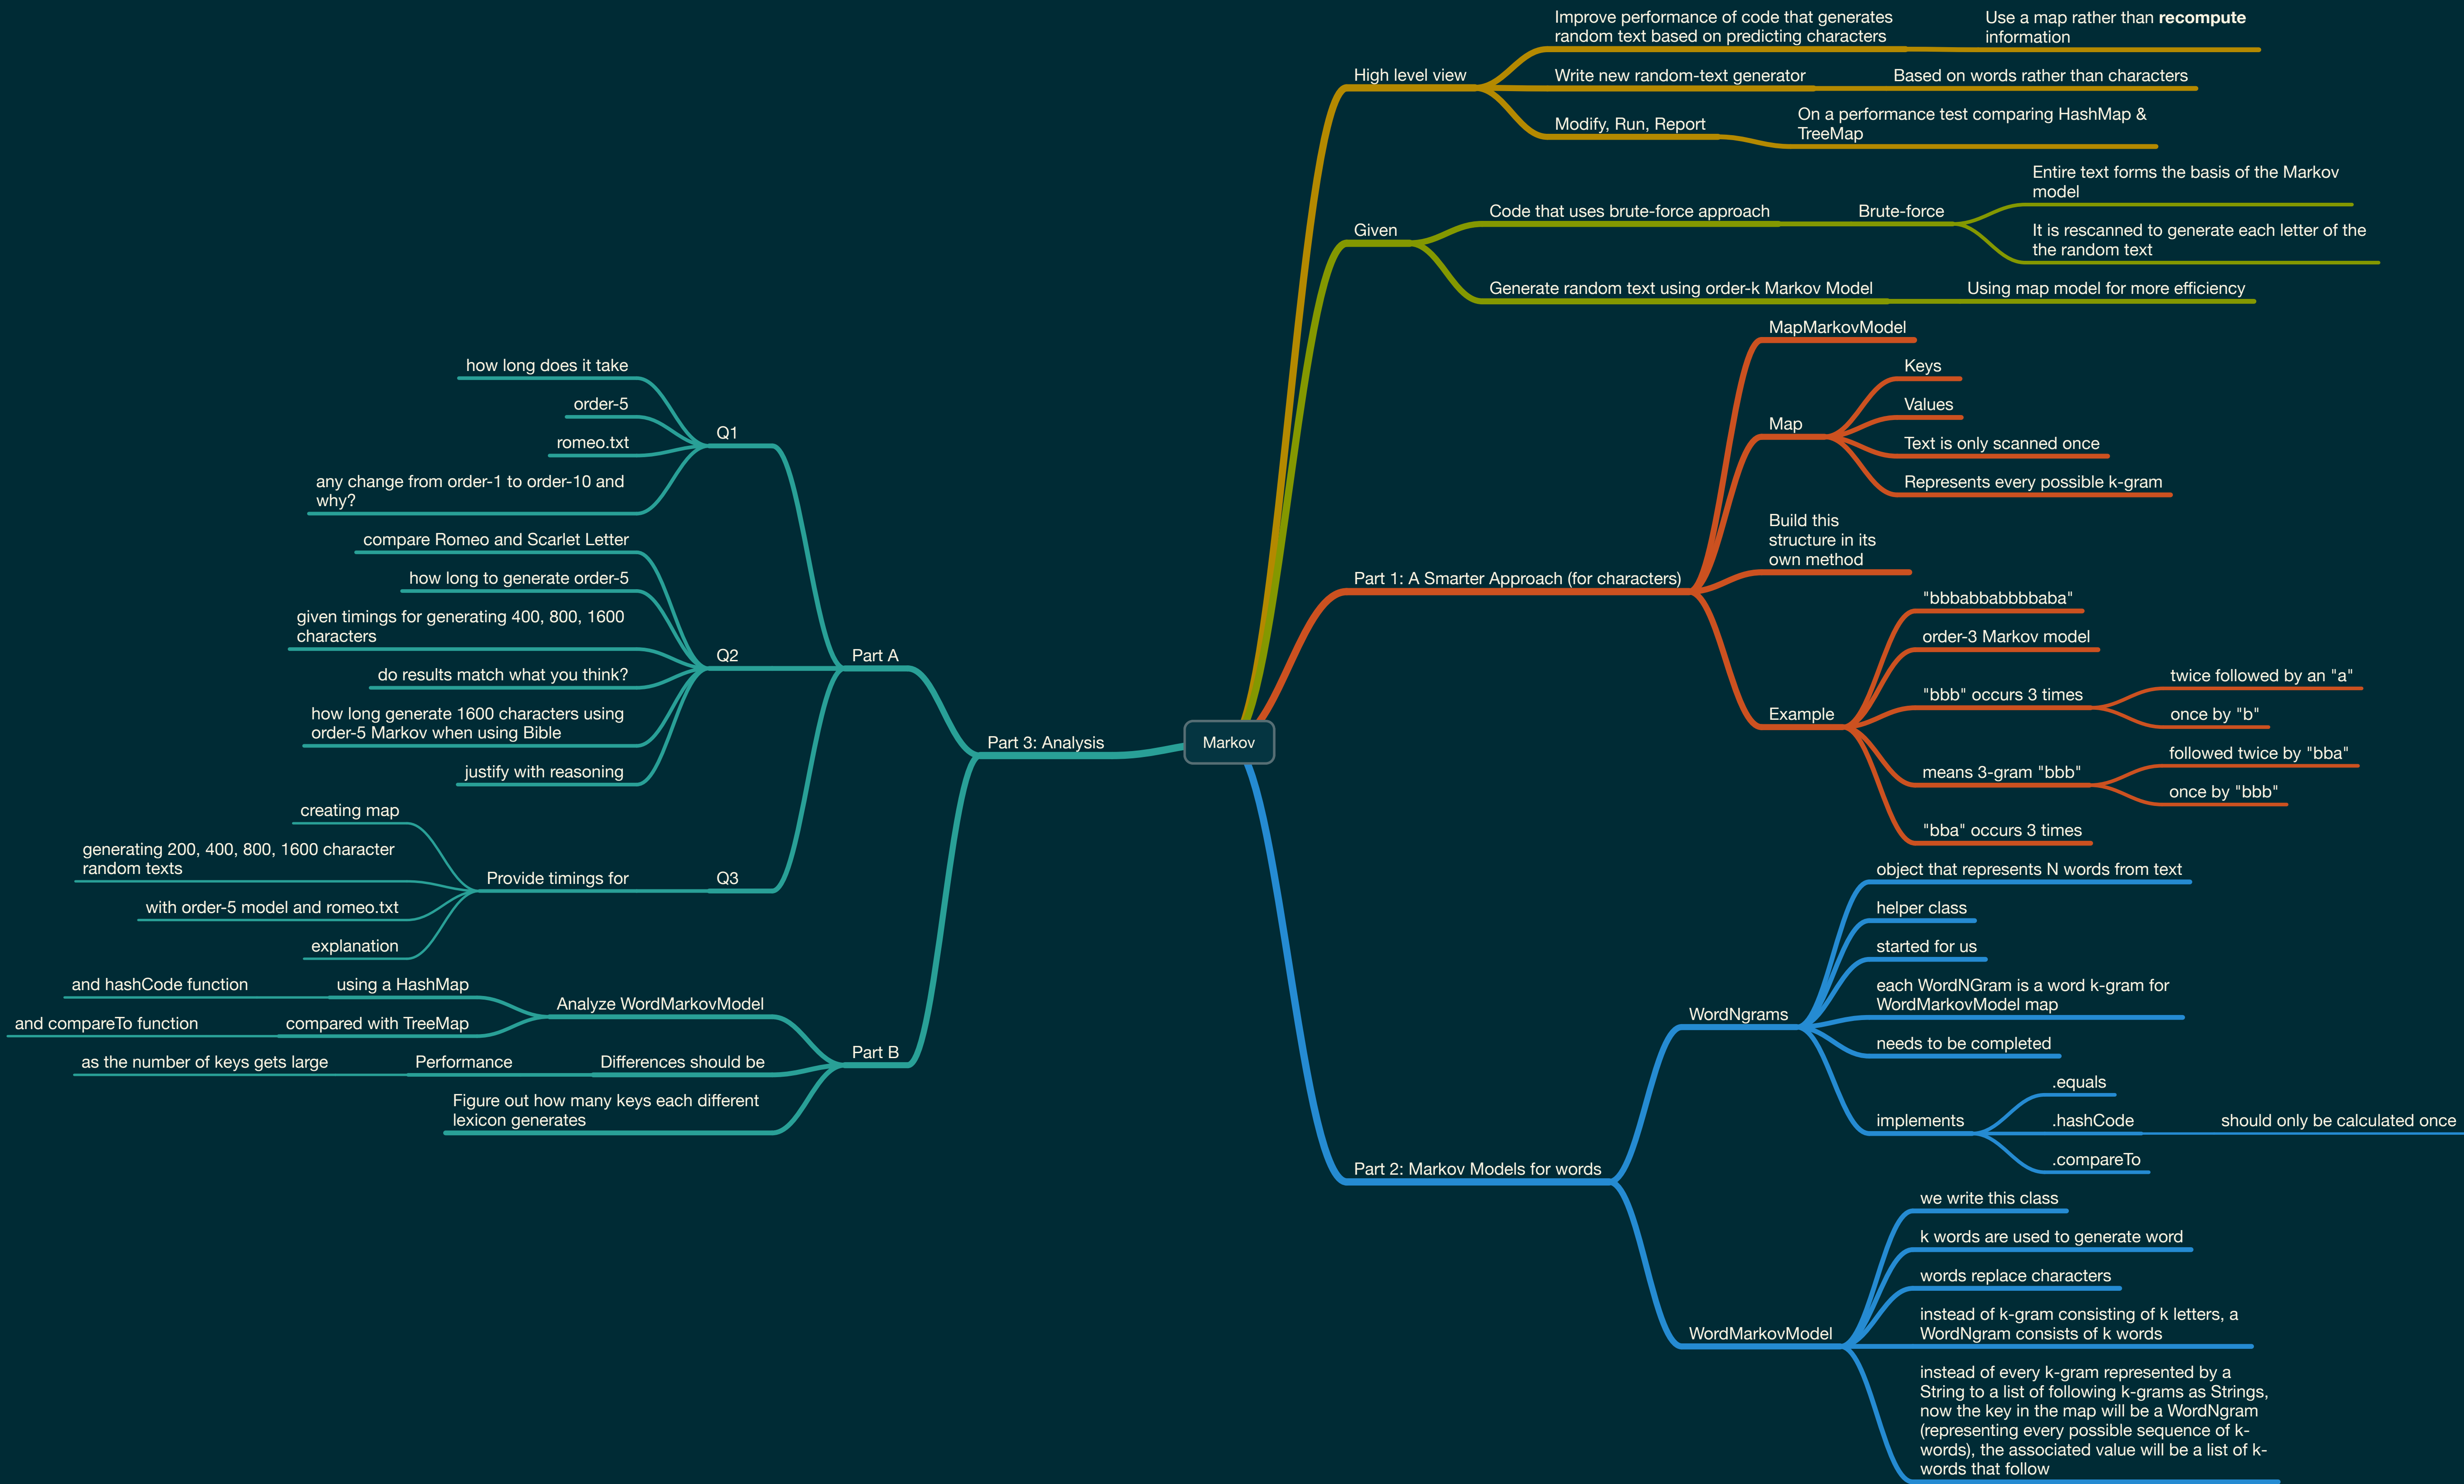 Markov
High level view
Improve performance of code that generates
random text based on predicting characters
Use a map rather than recompute
information
Write new random-text generator
Based on words rather than characters
Modify, Run, Report
On a performance test comparing HashMap &
TreeMap
Given
Code that uses brute-force approach
Brute-force
Entire text forms the basis of the Markov
model
It is rescanned to generate each letter of the
the random text
Generate random text using order-k Markov Model
Using map model for more efficiency
Part 1: A Smarter Approach (for characters)
MapMarkovModel
Map
Keys
Values
Text is only scanned once
Represents every possible k-gram
Build this
structure in its
own method
Example
"bbbabbabbbbaba"
order-3 Markov model
"bbb" occurs 3 times
twice followed by an "a"
once by "b"
means 3-gram "bbb"
followed twice by "bba"
once by "bbb"
"bba" occurs 3 times
Part 2: Markov Models for words
WordNgrams
object that represents N words from text
helper class
started for us
each WordNGram is a word k-gram for
WordMarkovModel map
needs to be completed
implements
.equals
.hashCode
should only be calculated once
.compareTo
WordMarkovModel
we write this class
k words are used to generate word
words replace characters
instead of k-gram consisting of k letters, a
WordNgram consists of k words
instead of every k-gram represented by a
String to a list of following k-grams as Strings,
now the key in the map will be a WordNgram
(representing every possible sequence of k-
words), the associated value will be a list of k-
words that follow
Part 3: Analysis
Part A
Q1
how long does it take
order-5
romeo.txt
any change from order-1 to order-10 and
why?
Q2
compare Romeo and Scarlet Letter
how long to generate order-5
given timings for generating 400, 800, 1600
characters
do results match what you think?
how long generate 1600 characters using
order-5 Markov when using Bible
justify with reasoning
Q3
Provide timings for
creating map
generating 200, 400, 800, 1600 character
random texts
with order-5 model and romeo.txt
explanation
Part B
Analyze WordMarkovModel
using a HashMap
and hashCode function
compared with TreeMap
and compareTo function
Differences should be
Performance
as the number of keys gets large
Figure out how many keys each different
lexicon generates